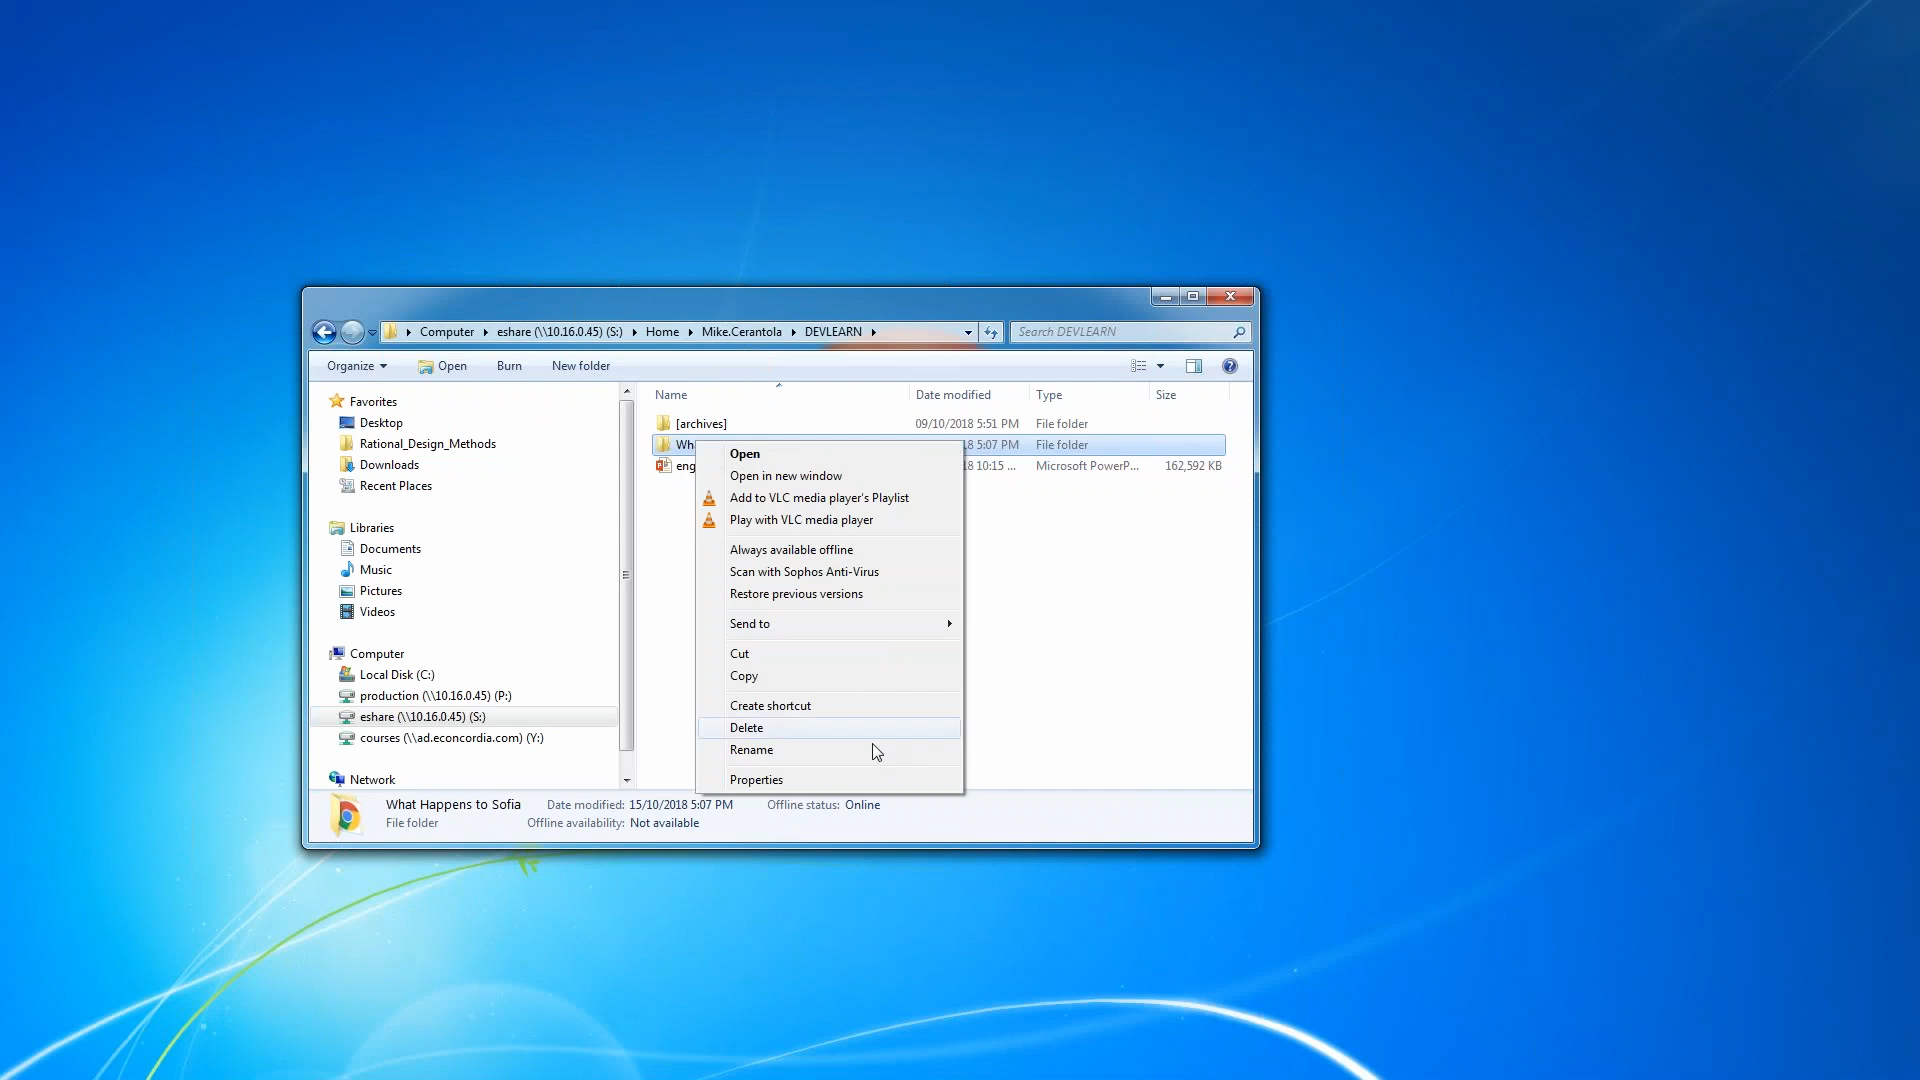 Computer eshare (\\10.16.0.45) (S:) Home Mike.Cerantola DEVLEARN
Search DEVLEARN
Organize Open Burn New folder
Favorites
Desktop
Rational_Design_Methods
Downloads
Recent Places
Libraries
Documents
Music
Pictures
Videos
Computer
Local Disk (C:)
production (\\10.16.0.45) (P:)
eshare (\\10.16.0.45) (S:)
courses (\\ad.econcordia.com) (Y:)
Network
Name Date modified Type Size
[archives] 09/10/2018 5:51 PM File folder
Wh 18 5:07 PM File folder
eng 18 10:15 ... Microsoft PowerP... 162,592 KB
Open
Open in new window
Add to VLC media player's Playlist
Play with VLC media player
Always available offline
Scan with Sophos Anti-Virus
Restore previous versions
Send to
Cut
Copy
Create shortcut
Delete
Rename
Properties
What Happens to Sofia Date modified: 15/10/2018 5:07 PM Offline status: Online
File folder Offline availability: Not available